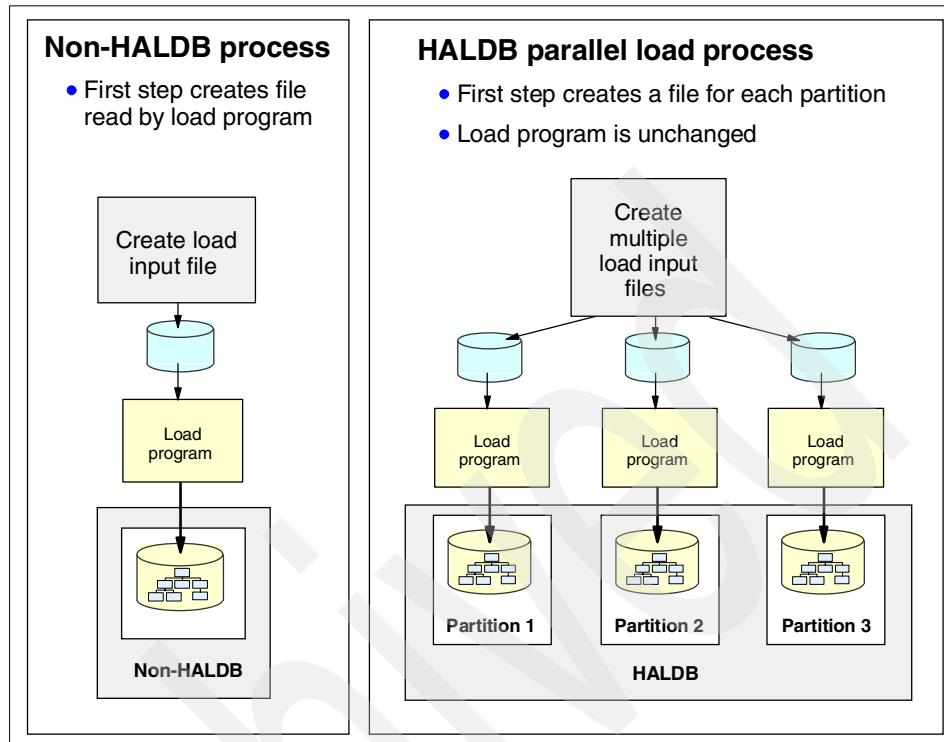 Non-HALDB process
• First step creates file
read by load program
Create load
input file
Load
program
Non-HALDB
HALDB parallel load process
• First step creates a file for each partition
• Load program is unchanged
Create
multiple
load input
files
Load
program
Load
program
Load
program
Partition 1
Partition 2
Partition 3
HALDB